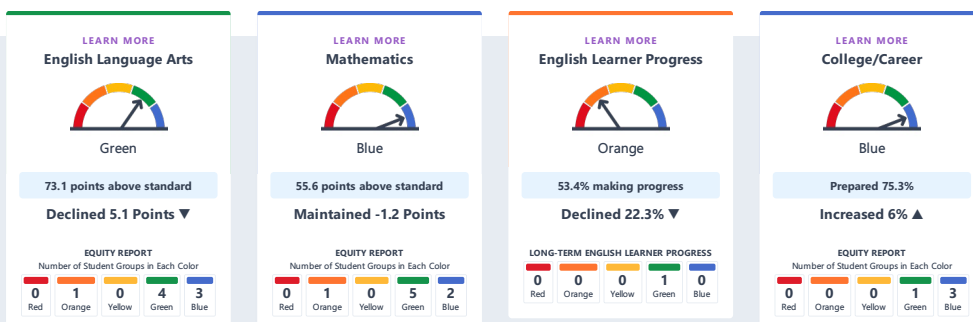 LEARN MORE
English Language Arts
Green
73.1 points above standard
Declined 5.1 Points ▼
EQUITY REPORT
Number of Student Groups in Each Color
0 1 0 4 3
Red Orange Yellow Green Blue
LEARN MORE
Mathematics
Blue
55.6 points above standard
Maintained -1.2 Points
EQUITY REPORT
Number of Student Groups in Each Color
0 1 0 5 2
Red Orange Yellow Green Blue
LEARN MORE
English Learner Progress
Orange
53.4% making progress
Declined 22.3% ▼
LONG-TERM ENGLISH LEARNER PROGRESS
0 0 0 1 0
Red Orange Yellow Green Blue
LEARN MORE
College/Career
Blue
Prepared 75.3%
Increased 6% ▲
EQUITY REPORT
Number of Student Groups in Each Color
0 0 0 1 3
Red Orange Yellow Green Blue